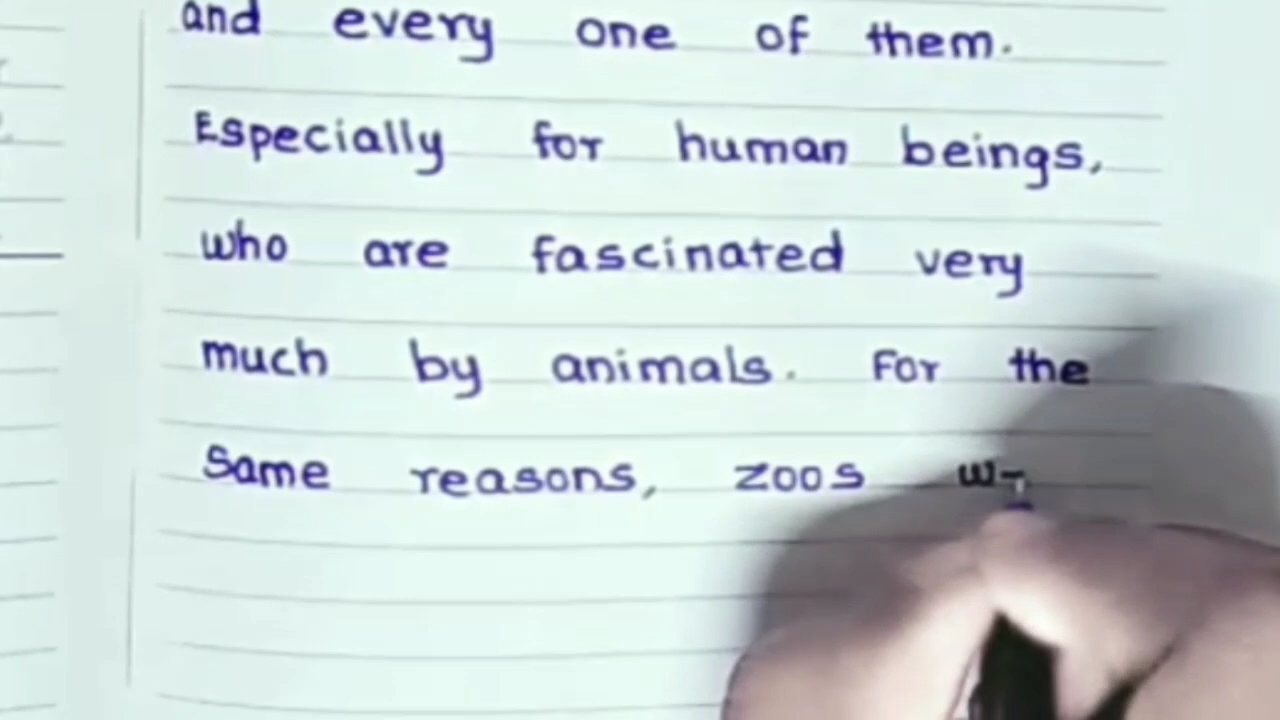 and every one of them.
Especially for human beings,
who are fascinated very
much by animals. For the
Same reasons, zoos w